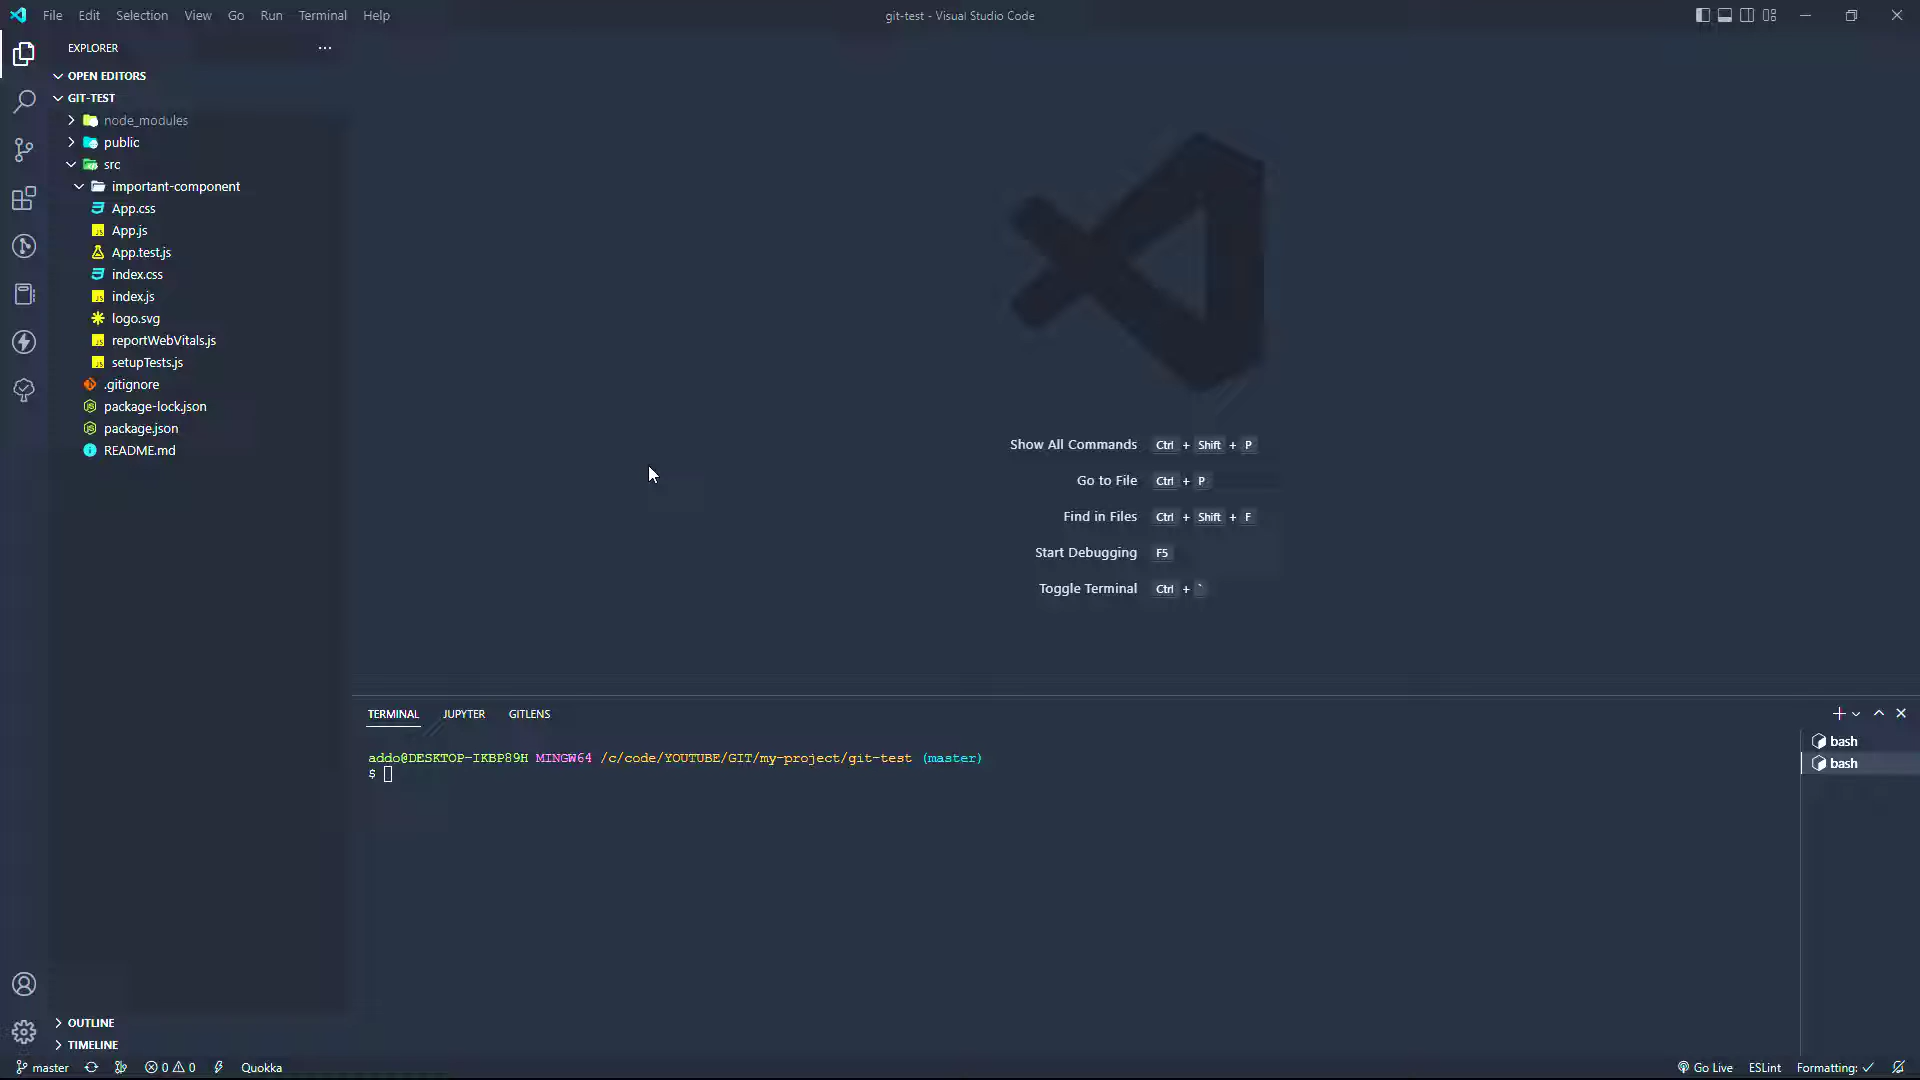 File Edit Selection View Go Run Terminal Help
git-test - Visual Studio Code
EXPLORER
OPEN EDITORS
GIT-TEST
node_modules
public
src
important-component
App.css
App.js
App.test.js
index.css
index.js
logo.svg
reportWebVitals.js
setupTests.js
.gitignore
package-lock.json
package.json
README.md
Show All Commands Ctrl + Shift + P
Go to File Ctrl + P
Find in Files Ctrl + Shift + F
Start Debugging F5
Toggle Terminal Ctrl + `
TERMINAL JUPYTER GITLENS
addo@DESKTOP-IKBP89H MINGW64 /c/code/YOUTUBE/GIT/my-project/git-test (master)
$
bash
bash
OUTLINE
TIMELINE
master 0 0 Quokka
Go Live ESLint Formatting: ✓